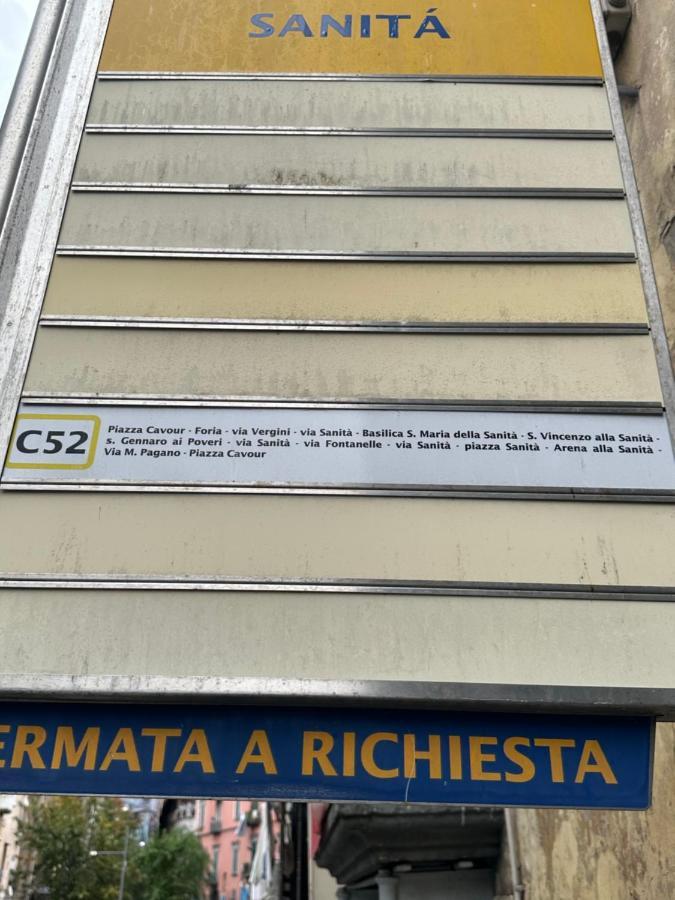 SANITÁ
C52
Piazza Cavour - Foria - via Vergini - via Sanità - Basilica S. Maria della Sanità - S. Vincenzo alla Sanità -
s. Gennaro ai Poveri - via Sanità - via Fontanelle - via Sanità - piazza Sanità - Arena alla Sanità -
Via M. Pagano - Piazza Cavour
ERMATA A RICHIESTA